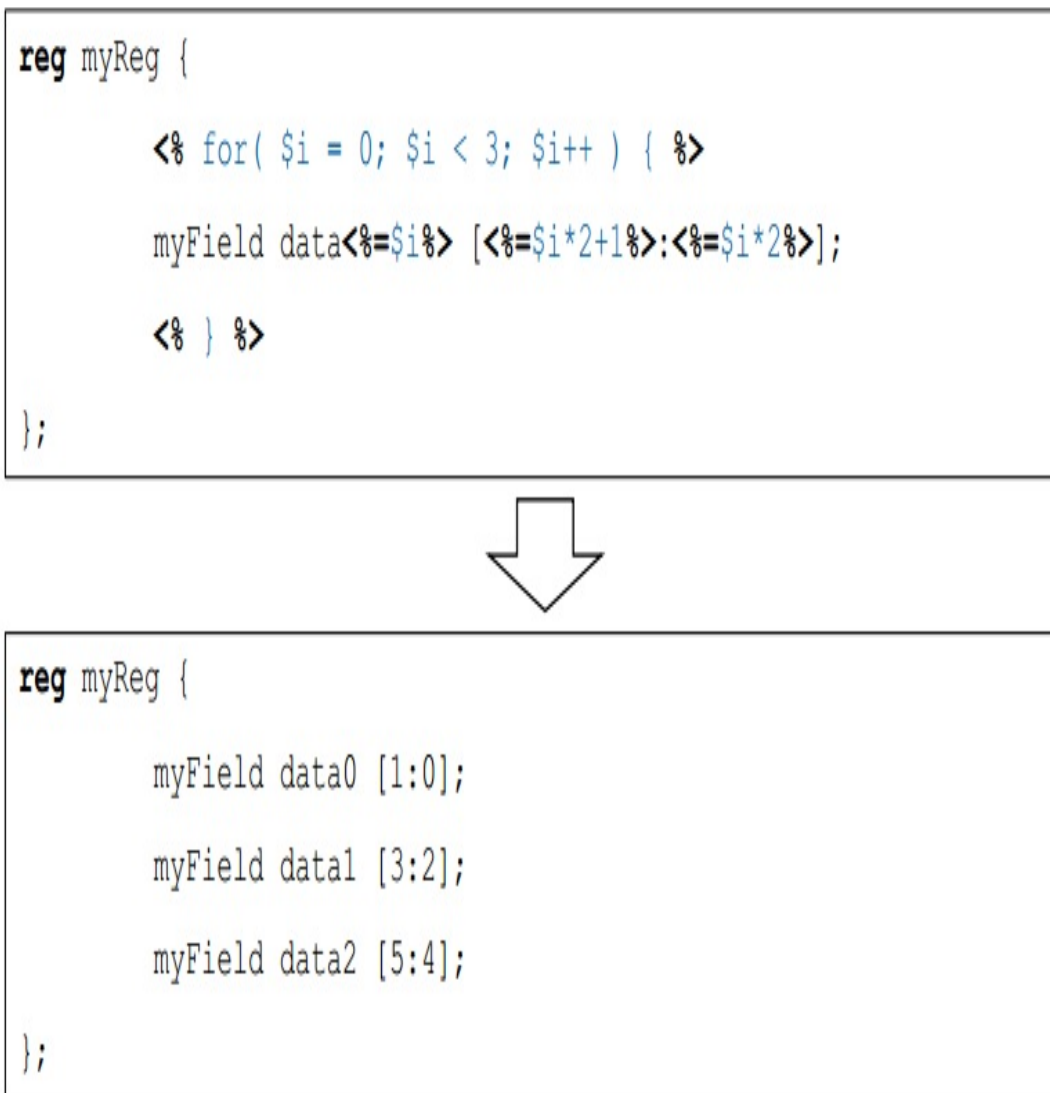 reg myReg {
<% for( $i = 0; $i < 3; $i++ ) { %>
myField data<%=$i%> [<%=$i*2+1%>:<%=$i*2%>];
<% } %>
};
reg myReg {
myField data0 [1:0];
myField data1 [3:2];
myField data2 [5:4];
};